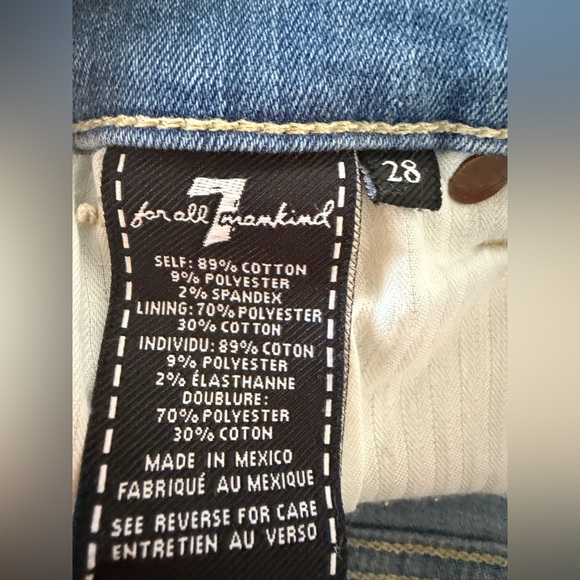 7
for all mankind
28
SELF: 89% COTTON
9% POLYESTER
2% SPANDEX
LINING: 70% POLYESTER
30% COTTON
INDIVIDU: 89% COTON
9% POLYESTER
2% ÉLASTHANNE
DOUBLURE:
70% POLYESTER
30% COTON
MADE IN MEXICO
FABRIQUÉ AU MEXIQUE
SEE REVERSE FOR CARE
ENTRETIEN AU VERSO